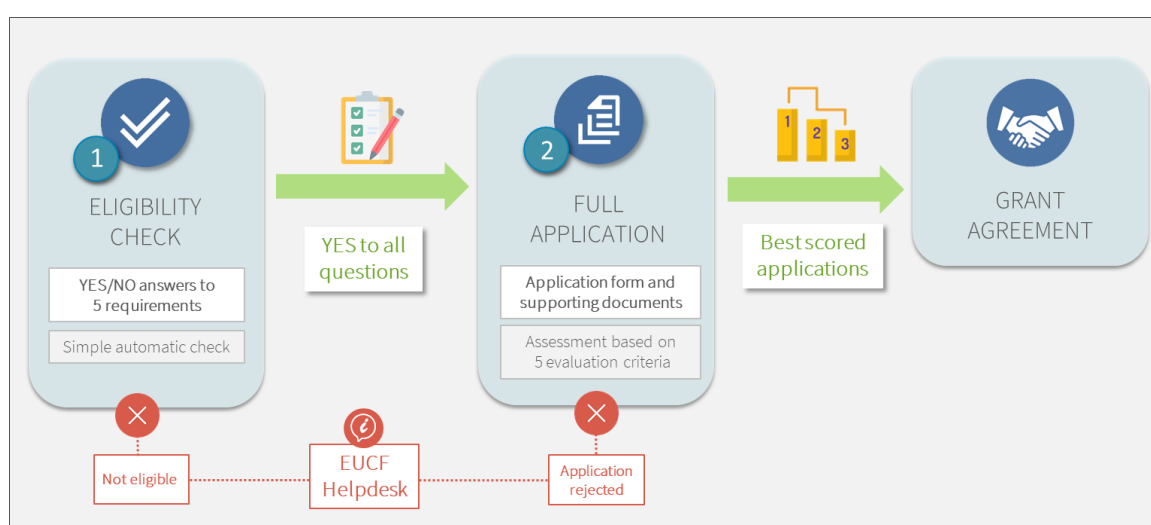 1
ELIGIBILITY
CHECK
YES/NO answers to
5 requirements
Simple automatic check
YES to all
questions
2
FULL
APPLICATION
Application form and
supporting documents
Assessment based on
5 evaluation criteria
1
2
3
Best scored
applications
GRANT
AGREEMENT
Not eligible
i
EUCF
Helpdesk
Application
rejected